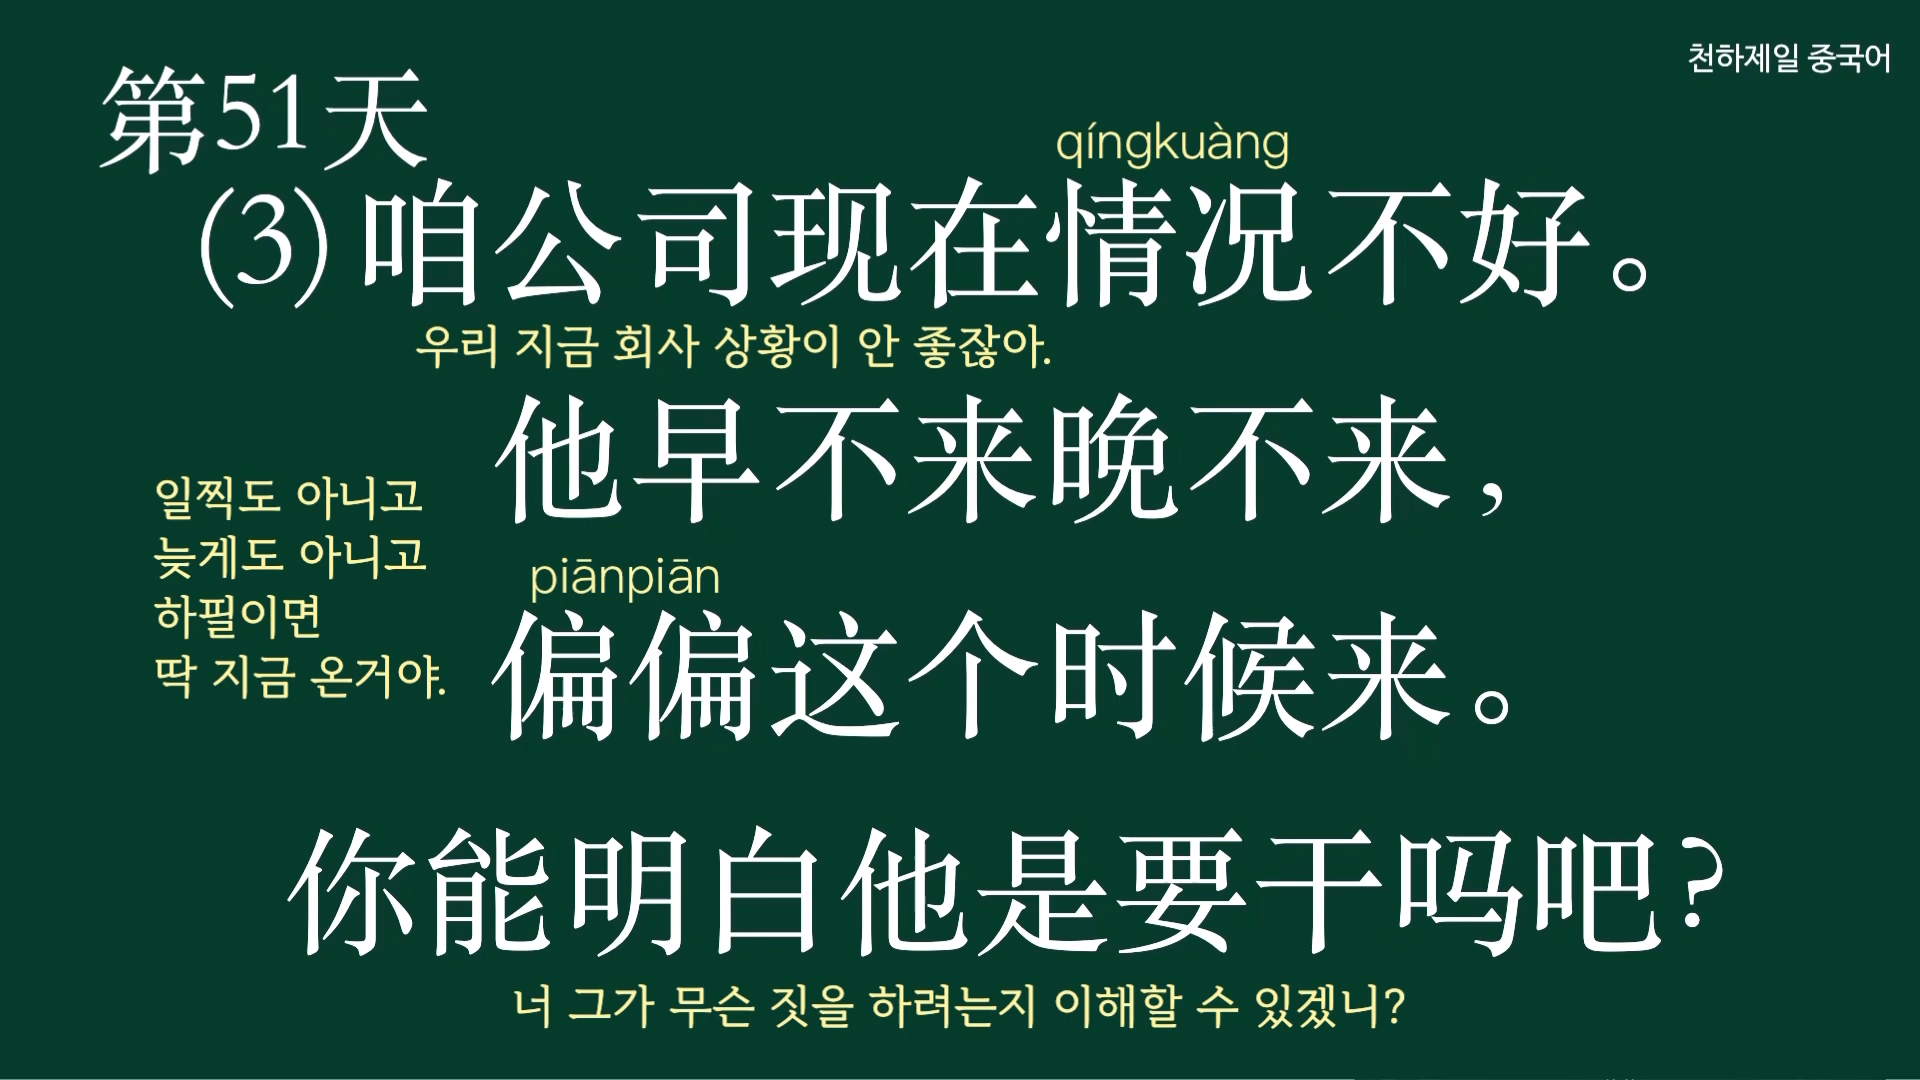 천하제일 중국어
第51天
qíngkuàng
(3) 咱公司现在情况不好。
우리 지금 회사 상황이 안 좋잖아.
他早不来晚不来，
일찍도 아니고
늦게도 아니고
하필이면
딱 지금 온거야.
piānpiān
偏偏这个时候来。
你能明白他是要干吗吧?
너 그가 무슨 짓을 하려는지 이해할 수 있겠니?